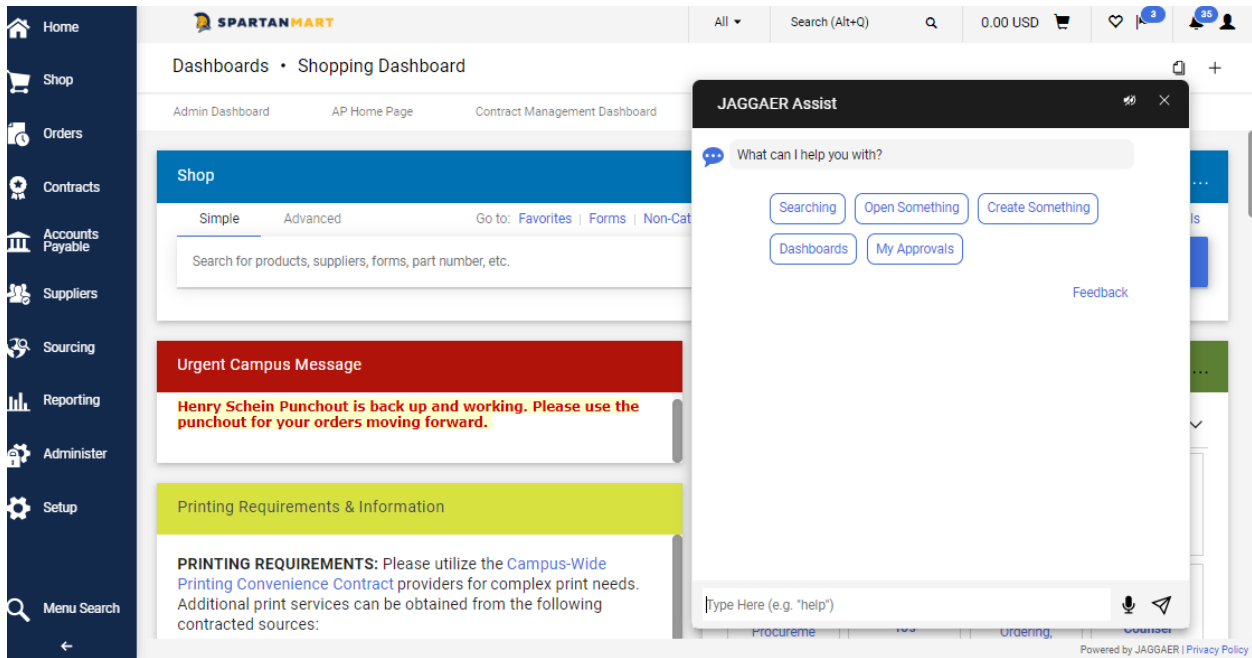 Home
Shop
Orders
Contracts
Accounts
Payable
Suppliers
Sourcing
Reporting
Administer
Setup
Menu Search
SPARTANMART
All
Search (Alt+Q)
0.00 USD
3
35
Dashboards • Shopping Dashboard
Admin Dashboard
AP Home Page
Contract Management Dashboard
Shop
...
Simple
Advanced
Go to: Favorites | Forms | Non-Cat
ls
Search for products, suppliers, forms, part number, etc.
Urgent Campus Message
...
Henry Schein Punchout is back up and working. Please use the
punchout for your orders moving forward.
Printing Requirements & Information
PRINTING REQUIREMENTS: Please utilize the Campus-Wide
Printing Convenience Contract providers for complex print needs.
Additional print services can be obtained from the following
contracted sources:
JAGGAER Assist
What can I help you with?
Searching
Open Something
Create Something
Dashboards
My Approvals
Feedback
Type Here (e.g. "help")
Procureme
Ordering,
Counsel
Powered by JAGGAER | Privacy Policy